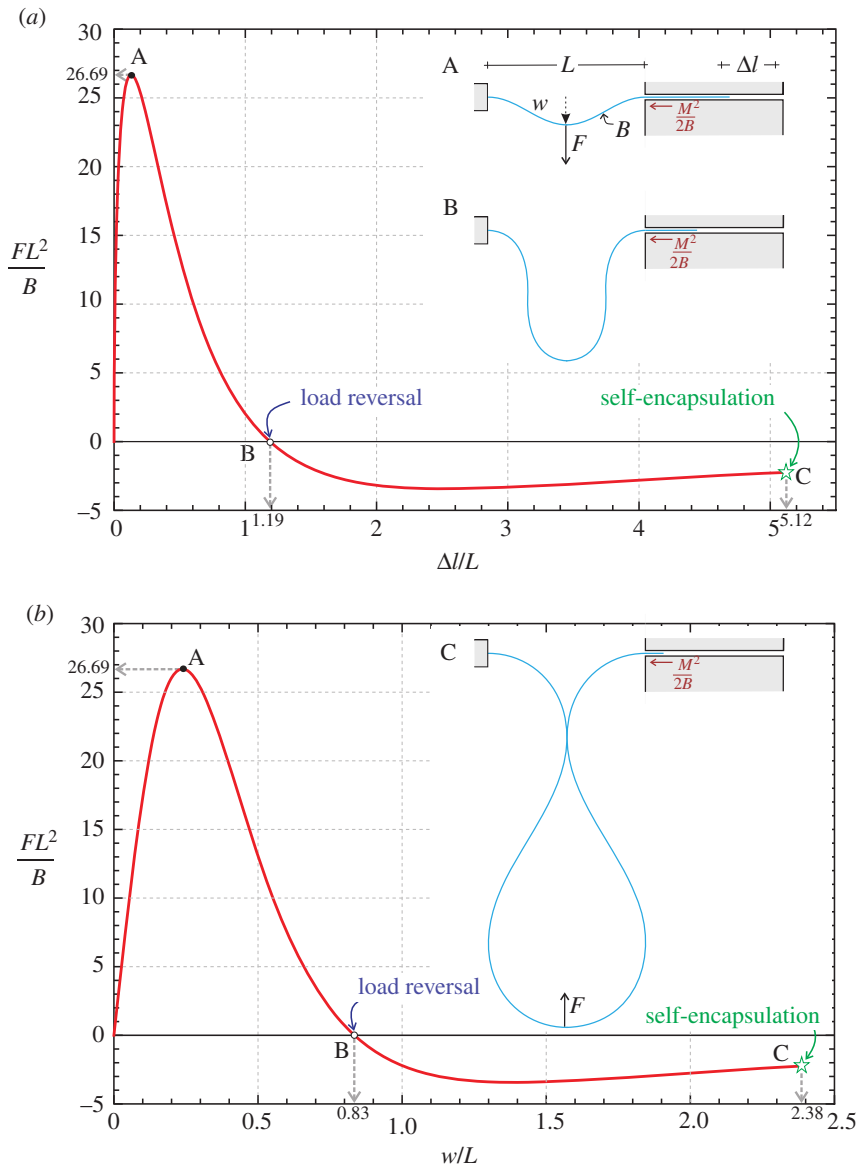 (a)
30
26.69
25
20
15
10
5
0
−5
FL²/B
A
load reversal
B
self-encapsulation
C
A
L
Δl
w
B
F
M²/2B
B
M²/2B
0
1
1.19
2
3
4
5
5.12
Δl/L
(b)
30
26.69
25
20
15
10
5
0
−5
FL²/B
A
load reversal
B
self-encapsulation
C
C
M²/2B
F
0
0.5
0.83
1.0
1.5
2.0
2.38
2.5
w/L